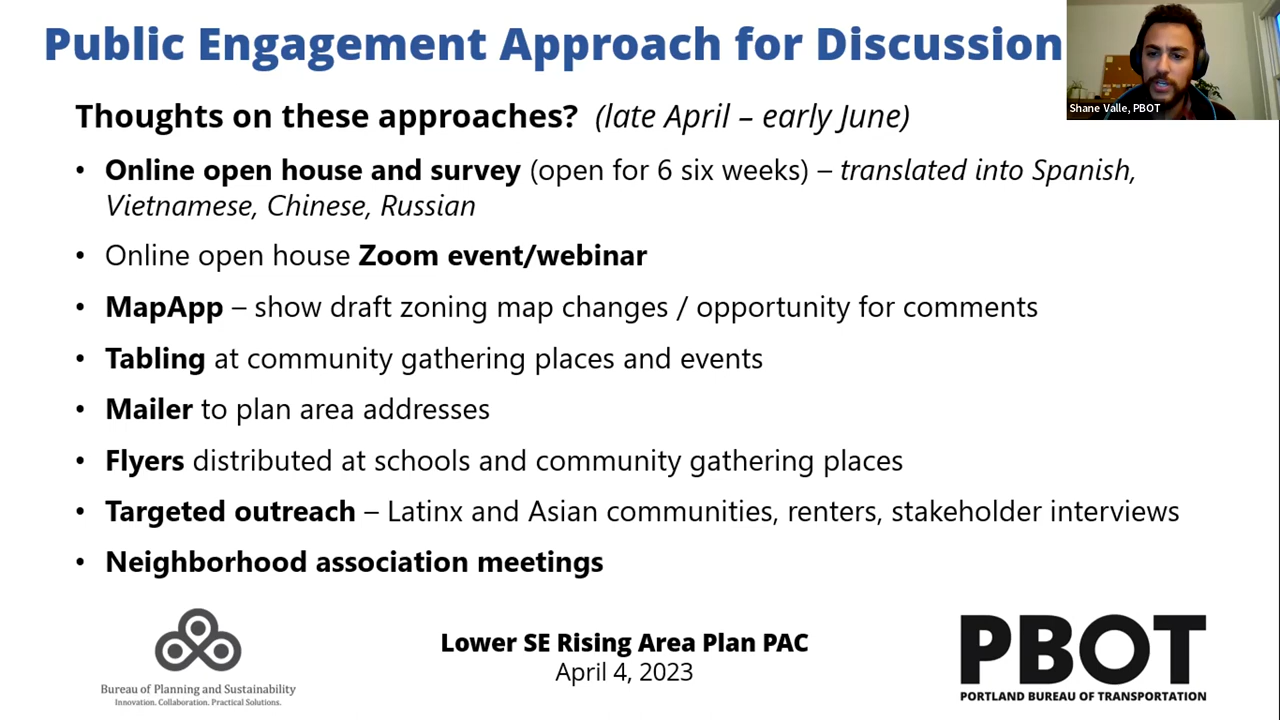 Public Engagement Approach for Discussion
Shane Valle, PBOT
Thoughts on these approaches? (late April – early June)
• Online open house and survey (open for 6 six weeks) – translated into Spanish,
Vietnamese, Chinese, Russian
• Online open house Zoom event/webinar
• MapApp – show draft zoning map changes / opportunity for comments
• Tabling at community gathering places and events
• Mailer to plan area addresses
• Flyers distributed at schools and community gathering places
• Targeted outreach – Latinx and Asian communities, renters, stakeholder interviews
• Neighborhood association meetings
Bureau of Planning and Sustainability
Innovation. Collaboration. Practical Solutions.
Lower SE Rising Area Plan PAC
April 4, 2023
PBOT
PORTLAND BUREAU OF TRANSPORTATION